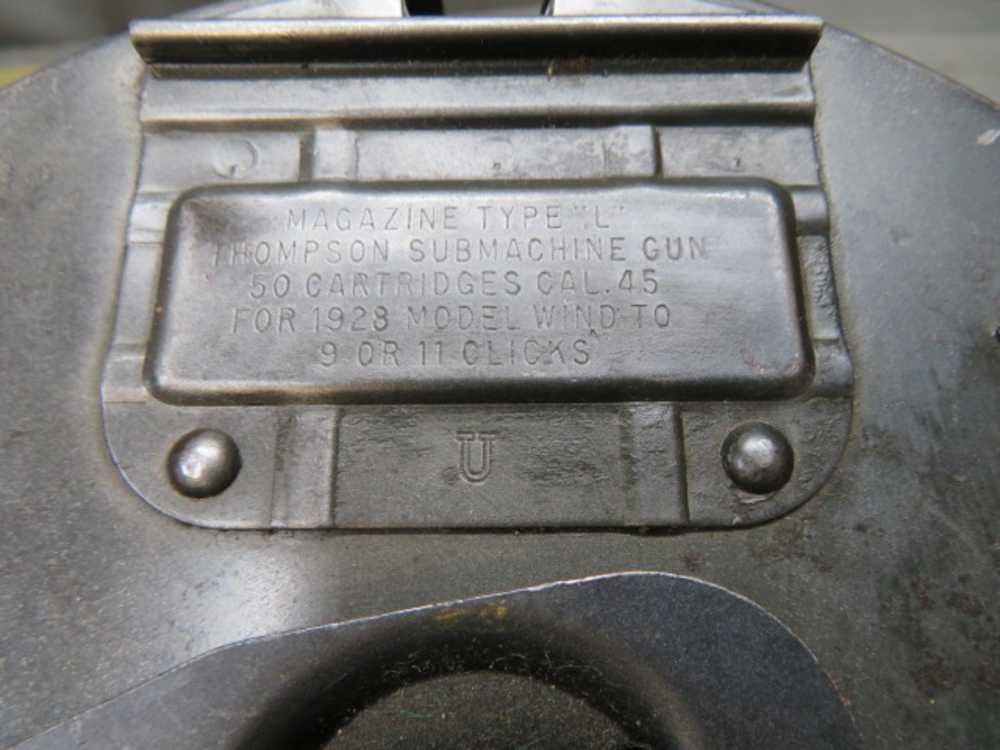 MAGAZINE TYPE "L"
THOMPSON SUBMACHINE GUN
50 CARTRIDGES CAL. 45
FOR 1928 MODEL WIND TO
9 OR 11 CLICKS
U